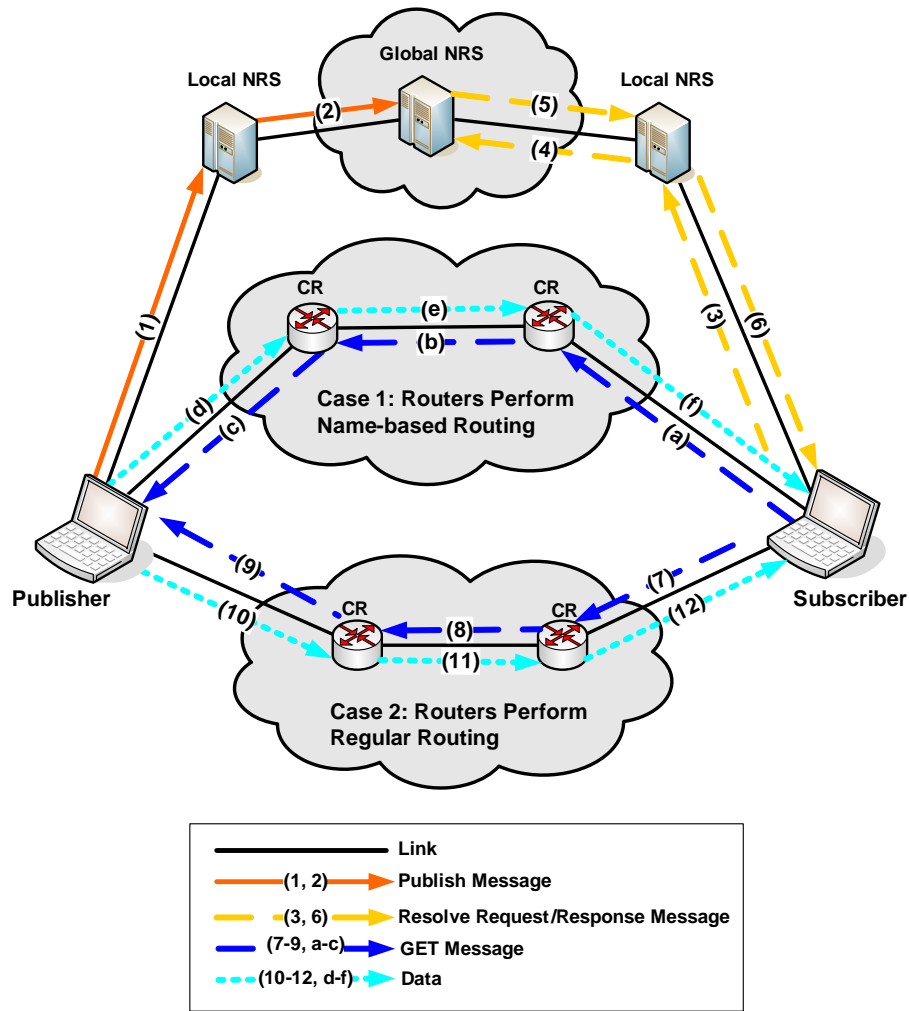 Global NRS
Local NRS
Local NRS
(2)
(5)
(4)
(1)
(3)
(6)
CR
CR
(e)
(b)
(d)
(c)
(f)
(a)
Case 1: Routers Perform
Name-based Routing
Publisher
Subscriber
(9)
(7)
(10)
CR
CR
(8)
(11)
(12)
Case 2: Routers Perform
Regular Routing
Link
(1, 2)
Publish Message
(3, 6)
Resolve Request/Response Message
(7-9, a-c)
GET Message
(10-12, d-f)
Data